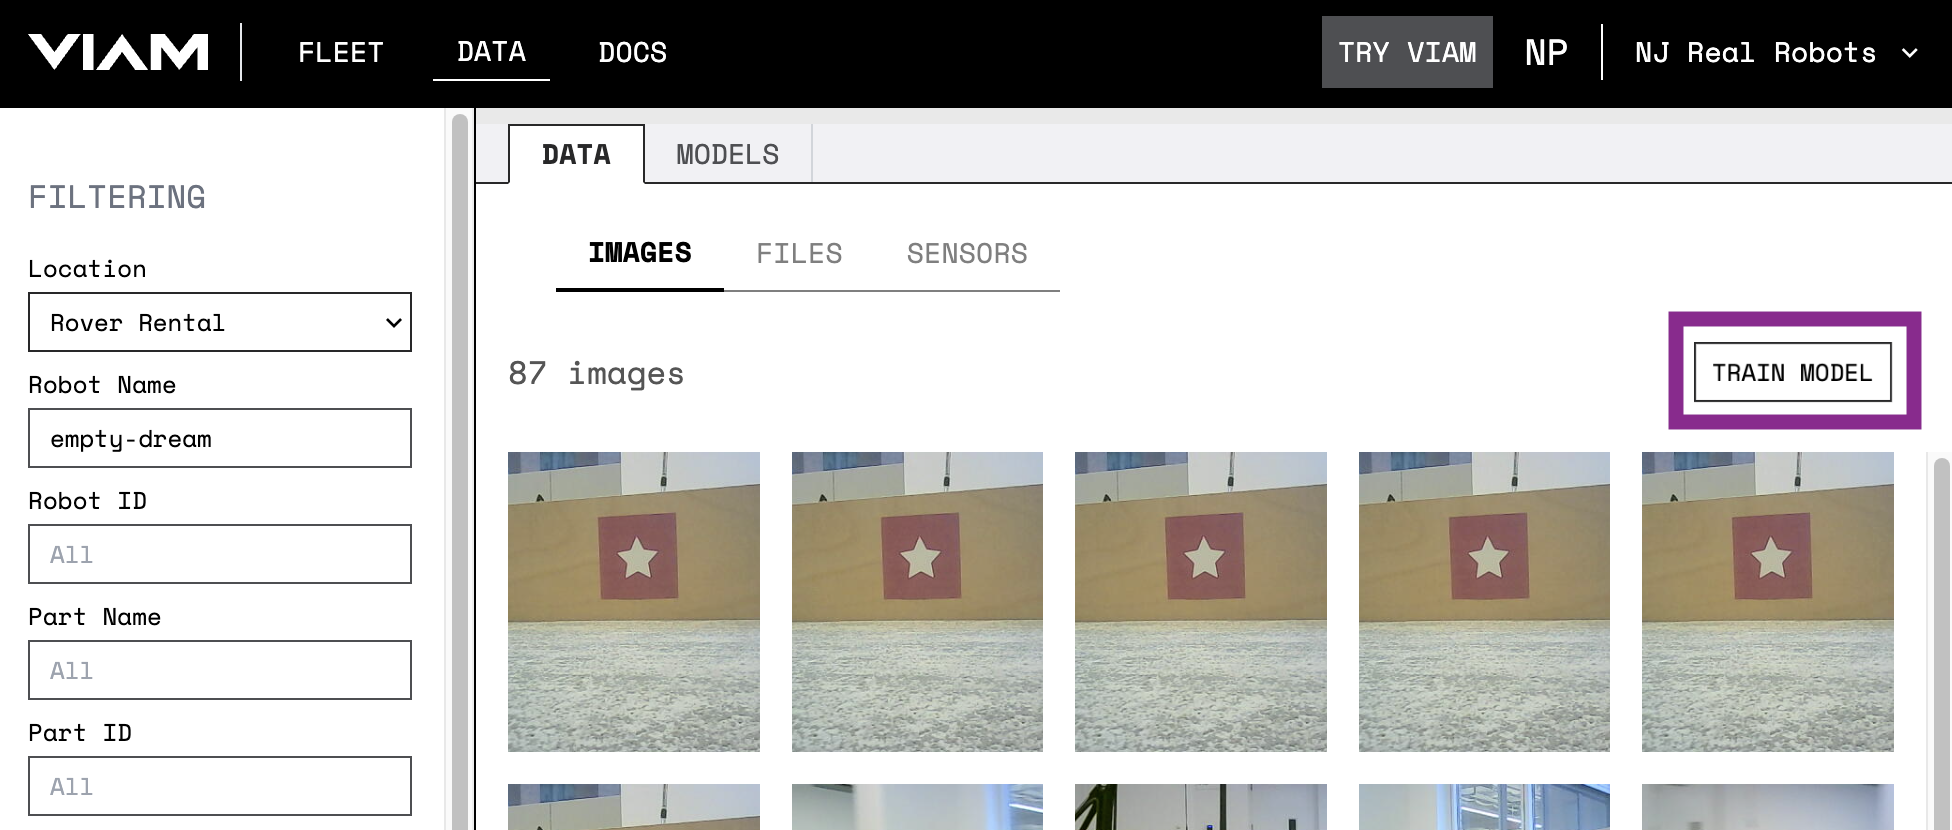 VIAM FLEET DATA DOCS TRY VIAM NP NJ Real Robots
DATA MODELS
FILTERING
Location
Rover Rental
Robot Name
empty-dream
Robot ID
All
Part Name
All
Part ID
All
IMAGES FILES SENSORS
87 images
TRAIN MODEL